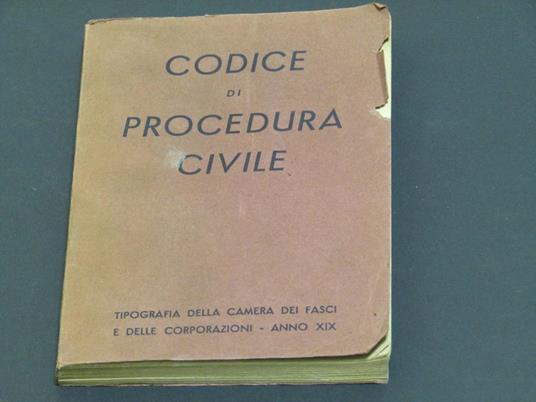 CODICE
DI
PROCEDURA
CIVILE
TIPOGRAFIA DELLA CAMERA DEI FASCI
E DELLE CORPORAZIONI - ANNO XIX